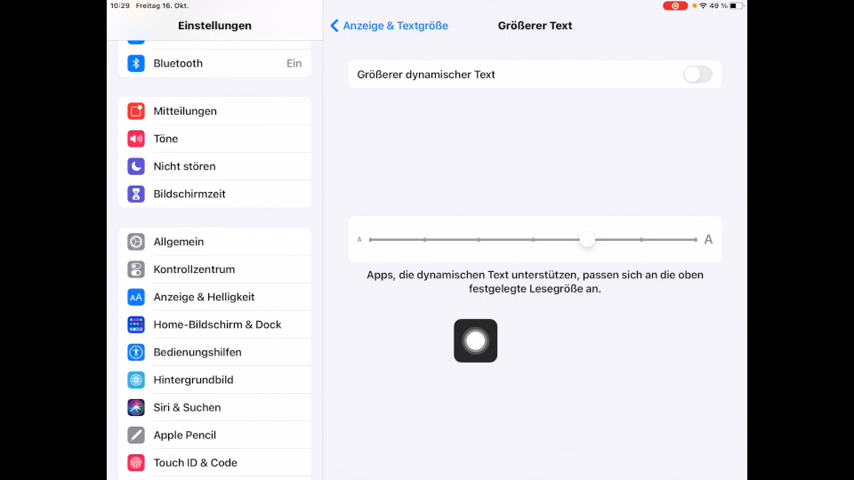 10:29 Freitag 16. Okt.
49 %
Einstellungen
Bluetooth Ein
Mitteilungen
Töne
Nicht stören
Bildschirmzeit
Allgemein
Kontrollzentrum
AA Anzeige & Helligkeit
Home-Bildschirm & Dock
Bedienungshilfen
Hintergrundbild
Siri & Suchen
Apple Pencil
Touch ID & Code
Anzeige & Textgröße Größerer Text
Größerer dynamischer Text
A A
Apps, die dynamischen Text unterstützen, passen sich an die oben
festgelegte Lesegröße an.